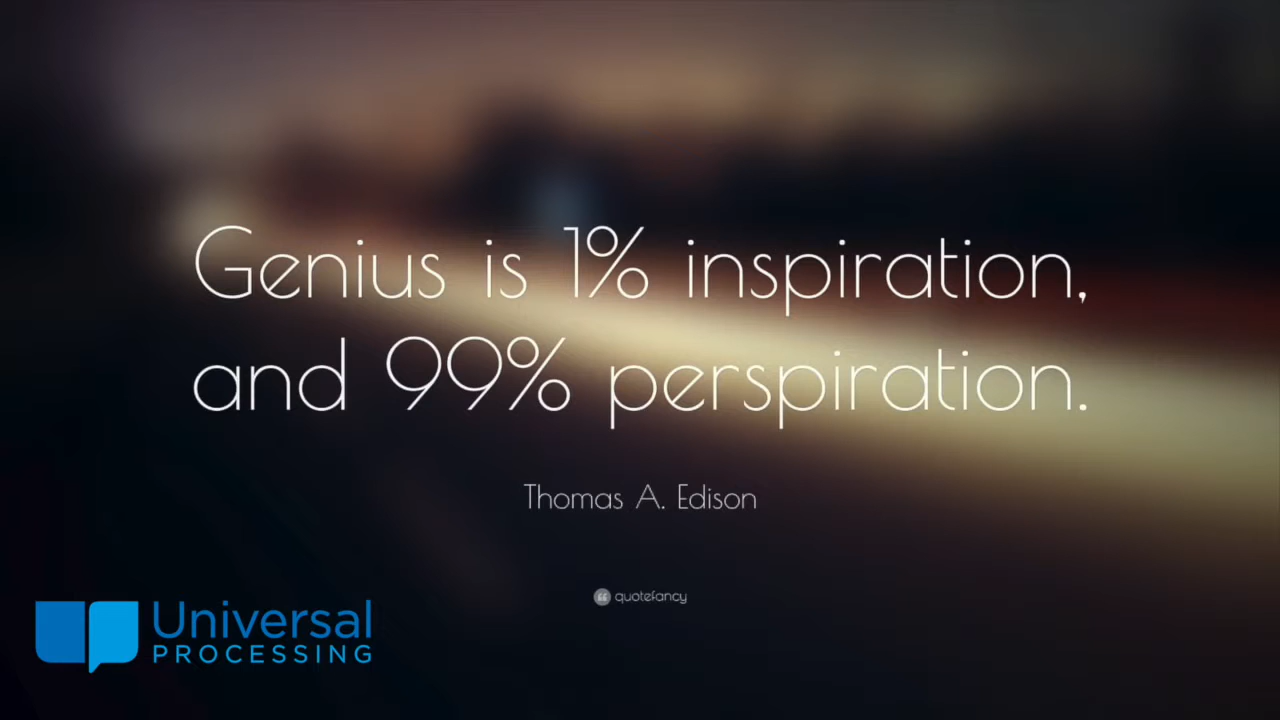 Genius is 1% inspiration,
and 99% perspiration.
Thomas A. Edison
quotefancy
Universal
PROCESSING